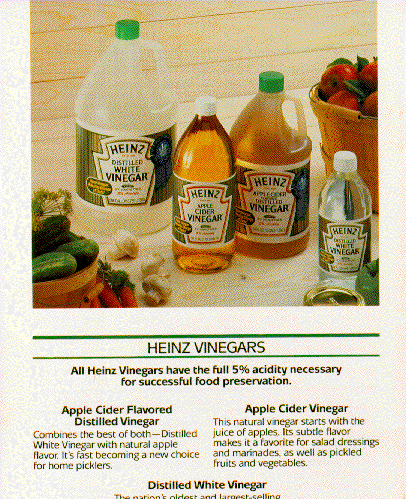 HEINZ
DISTILLED
WHITE
VINEGAR
HEINZ
APPLE
CIDER
VINEGAR
HEINZ
APPLE CIDER
DISTILLED
VINEGAR
HEINZ
DISTILLED
WHITE
VINEGAR
HEINZ VINEGARS
All Heinz Vinegars have the full 5% acidity necessary
for successful food preservation.
Apple Cider Flavored
Distilled Vinegar
Combines the best of both—Distilled
White Vinegar with natural apple
flavor. It's fast becoming a new choice
for home picklers.
Apple Cider Vinegar
This natural vinegar starts with the
juice of apples. Its subtle flavor
makes it a favorite for salad dressings
and marinades, as well as pickled
fruits and vegetables.
Distilled White Vinegar
The nation's oldest and largest-selling